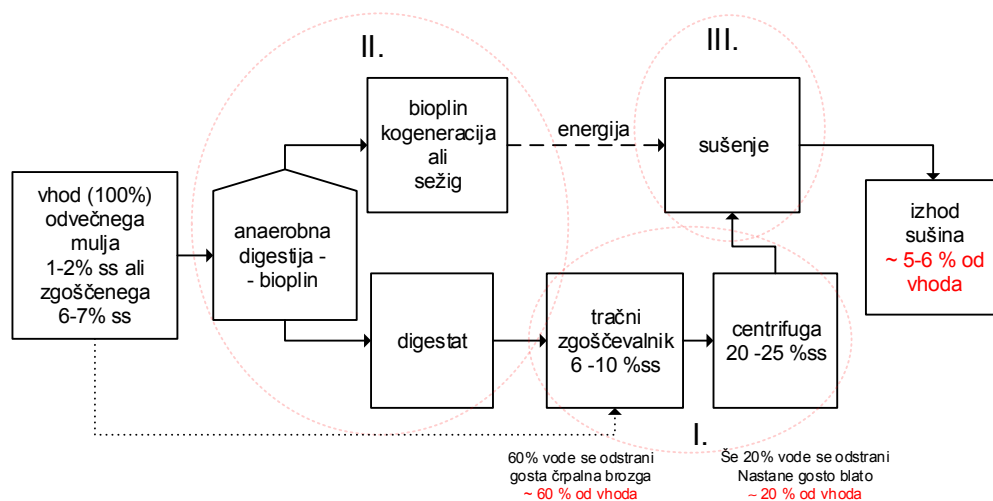 II.
III.
bioplin
kogeneracija
ali
sežig
energija
sušenje
vhod (100%)
odvečnega
mulja
1-2% ss ali
zgoščenega
6-7% ss
anaerobna
digestija -
- bioplin
izhod
sušina
~ 5-6 % od
vhoda
digestat
tračni
zgoščevalnik
6 -10 %ss
centrifuga
20 -25 %ss
I.
60% vode se odstrani
gosta črpalna brozga
~ 60 % od vhoda
Še 20% vode se odstrani
Nastane gosto blato
~ 20 % od vhoda